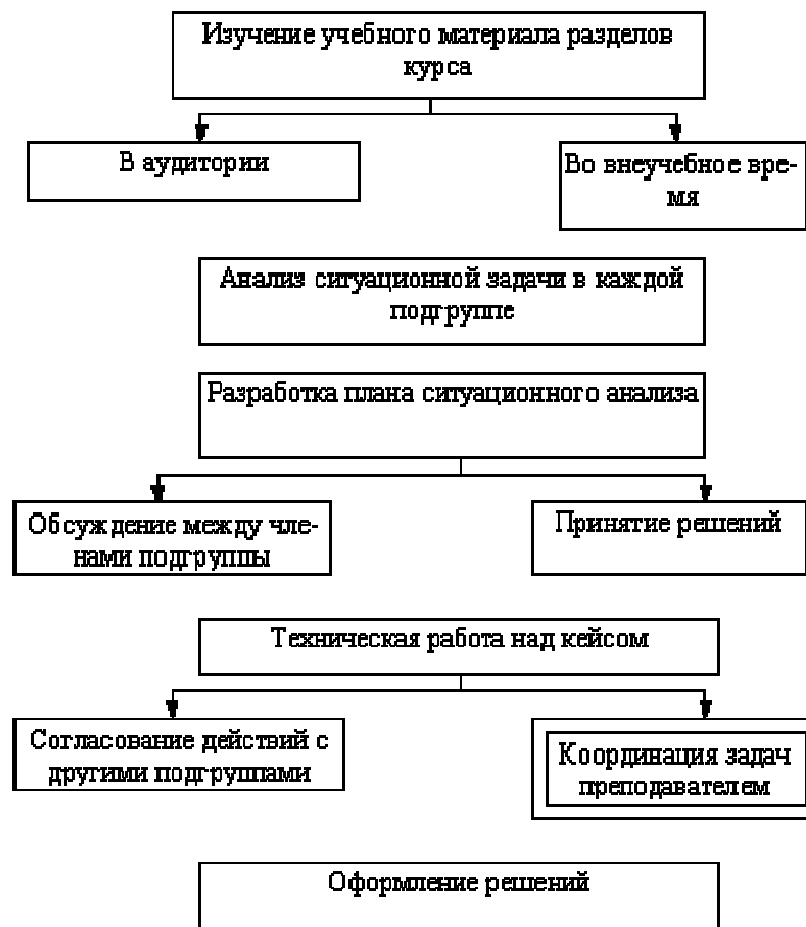 Изучение учебного материала разделов
курса
В аудитории
Во внеучебное вре-
мя
Анализ ситуационной задачи в каждой
подгруппе
Разработка плана ситуационного анализа
Обсуждение между чле-
нами подгруппы
Принятие решений
Техническая работа над кейсом
Согласование действий с
другими подгруппами
Координация задач
преподавателем
Оформление решений